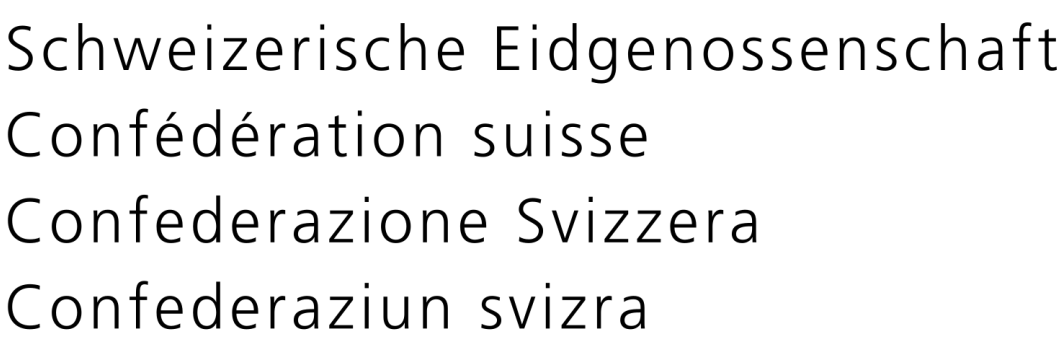 Schweizerische Eidgenossenschaft
Confédération suisse
Confederazione Svizzera
Confederaziun svizra